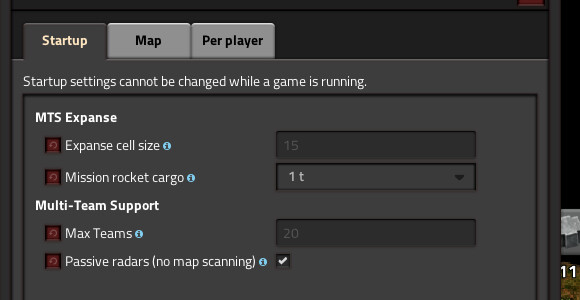 Startup
Map
Per player
Startup settings cannot be changed while a game is running.
MTS Expanse
Expanse cell size
15
Mission rocket cargo
1 t
Multi-Team Support
Max Teams
20
Passive radars (no map scanning)
11